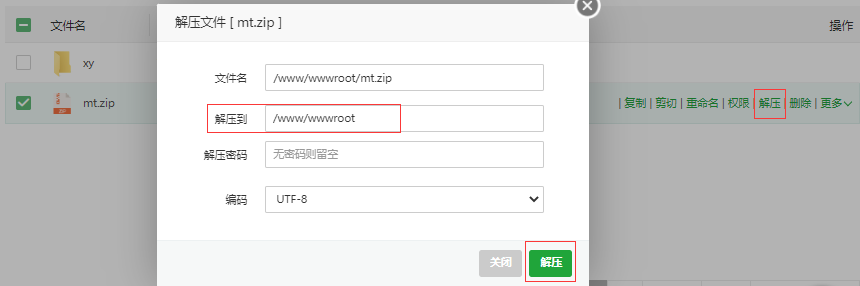 解压文件 [ mt.zip ]
文件名
操作
xy
文件名
/www/wwwroot/mt.zip
mt.zip
| 复制 | 剪切 | 重命名 | 权限 | 解压 | 删除 | 更多
解压到
/www/wwwroot
解压密码
无密码则留空
编码
UTF-8
关闭
解压